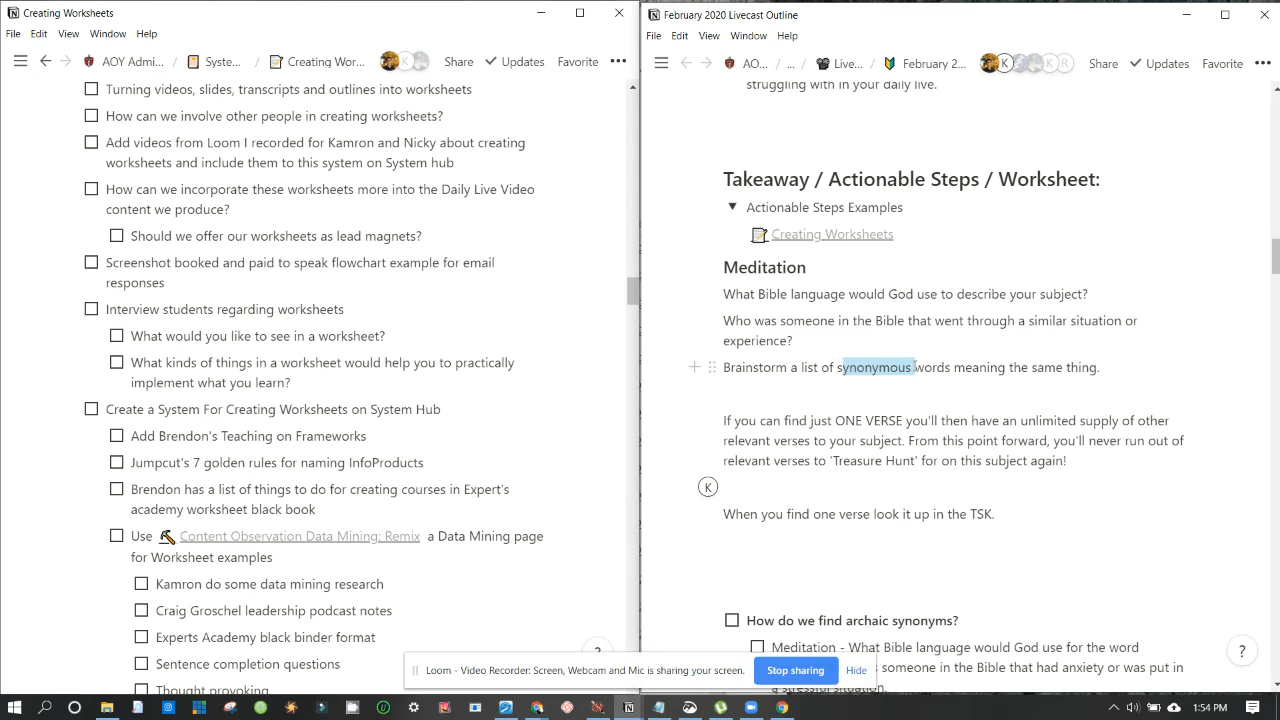 Creating Worksheets
File Edit View Window Help
AOY Admi... / Syste... / Creating Wor... K Share Updates Favorite
Turning videos, slides, transcripts and outlines into worksheets
How can we involve other people in creating worksheets?
Add videos from Loom I recorded for Kamron and Nicky about creating
worksheets and include them to this system on System hub
How can we incorporate these worksheets more into the Daily Live Video
content we produce?
Should we offer our worksheets as lead magnets?
Screenshot booked and paid to speak flowchart example for email
responses
Interview students regarding worksheets
What would you like to see in a worksheet?
What kinds of things in a worksheet would help you to practically
implement what you learn?
Create a System For Creating Worksheets on System Hub
Add Brendon's Teaching on Frameworks
Jumpcut's 7 golden rules for naming InfoProducts
Brendon has a list of things to do for creating courses in Expert's
academy worksheet black book
Use Content Observation Data Mining: Remix a Data Mining page
for Worksheet examples
Kamron do some data mining research
Craig Groschel leadership podcast notes
Experts Academy black binder format
Sentence completion questions
Thought provoking
February 2020 Livecast Outline
File Edit View Window Help
AO... / ... / Live... / February 2... K K R Share Updates Favorite
struggling with in your daily live.
Takeaway / Actionable Steps / Worksheet:
Actionable Steps Examples
Creating Worksheets
Meditation
What Bible language would God use to describe your subject?
Who was someone in the Bible that went through a similar situation or
experience?
Brainstorm a list of synonymous words meaning the same thing.
If you can find just ONE VERSE you'll then have an unlimited supply of other
relevant verses to your subject. From this point forward, you'll never run out of
relevant verses to 'Treasure Hunt' for on this subject again!
K
When you find one verse look it up in the TSK.
How do we find archaic synonyms?
Meditation - What Bible language would God use for the word
someone in the Bible that had anxiety or was put in
a stressful situation.
?
Loom - Video Recorder: Screen, Webcam and Mic is sharing your screen. Stop sharing Hide
1:54 PM